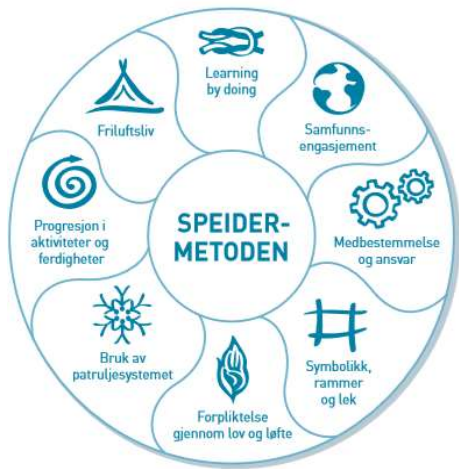 Learning
by doing
Samfunns-
engasjement
Medbestemmelse
og ansvar
Symbolikk,
rammer
og lek
Forpliktelse
gjennom lov og løfte
Bruk av
patruljesystemet
Progresjon i
aktiviteter og
ferdigheter
Friluftsliv
SPEIDER-
METODEN